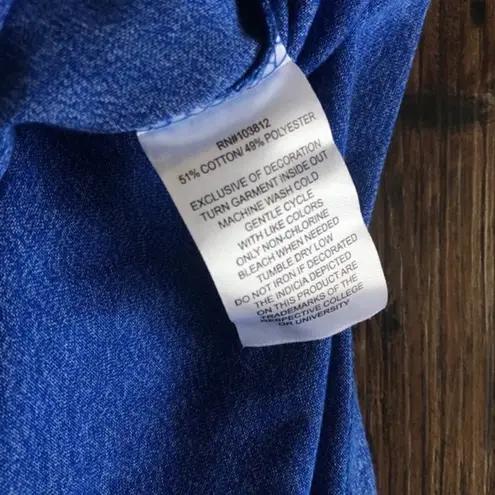 RN#103812
51% COTTON/ 49% POLYESTER
EXCLUSIVE OF DECORATION
TURN GARMENT INSIDE OUT
MACHINE WASH COLD
GENTLE CYCLE
WITH LIKE COLORS
ONLY NON-CHLORINE
BLEACH WHEN NEEDED
TUMBLE DRY LOW
DO NOT IRON IF DECORATED
THE INDICIA DEPICTED
ON THIS PRODUCT ARE
TRADEMARKS OF THE
RESPECTIVE COLLEGE
OR UNIVERSITY